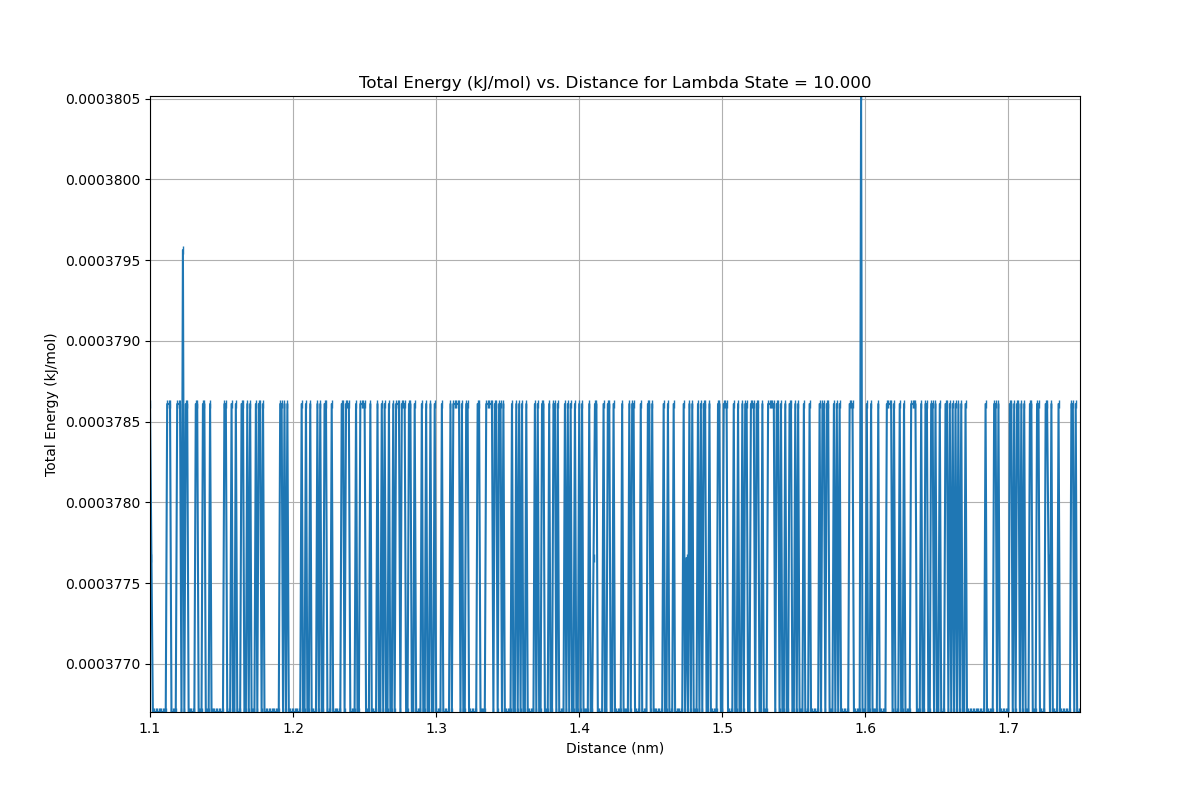 Total Energy (kJ/mol) vs. Distance for Lambda State = 10.000
0.0003805
0.0003800
0.0003795
0.0003790
0.0003785
0.0003780
0.0003775
0.0003770
Total Energy (kJ/mol)
1.1 1.2 1.3 1.4 1.5 1.6 1.7
Distance (nm)